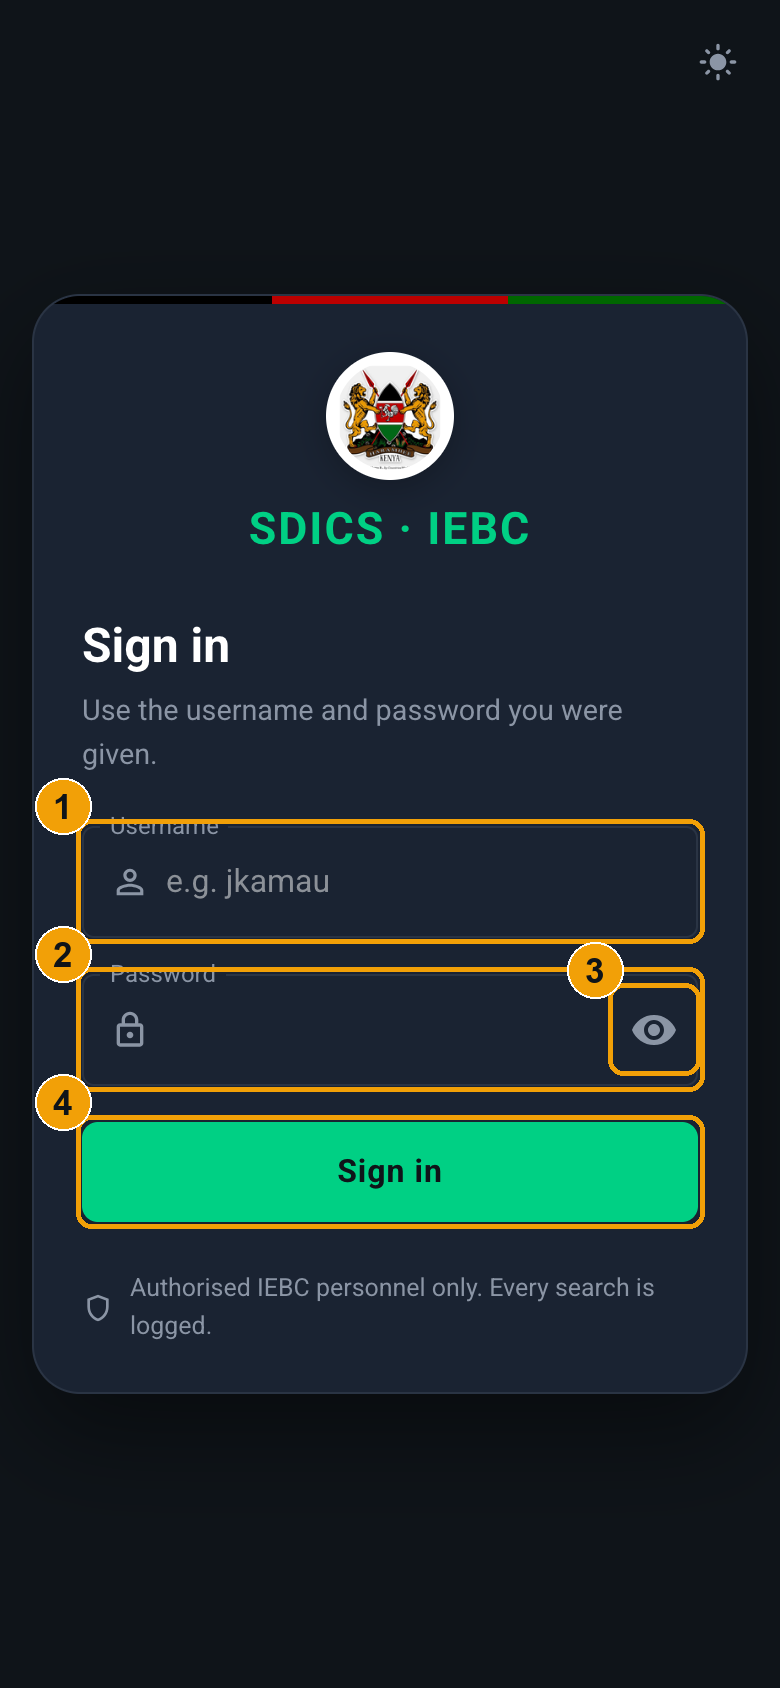 SDICS · IEBC
Sign in
Use the username and password you were
given.
1
Username
e.g. jkamau
2
Password
3
4
Sign in
Authorised IEBC personnel only. Every search is
logged.